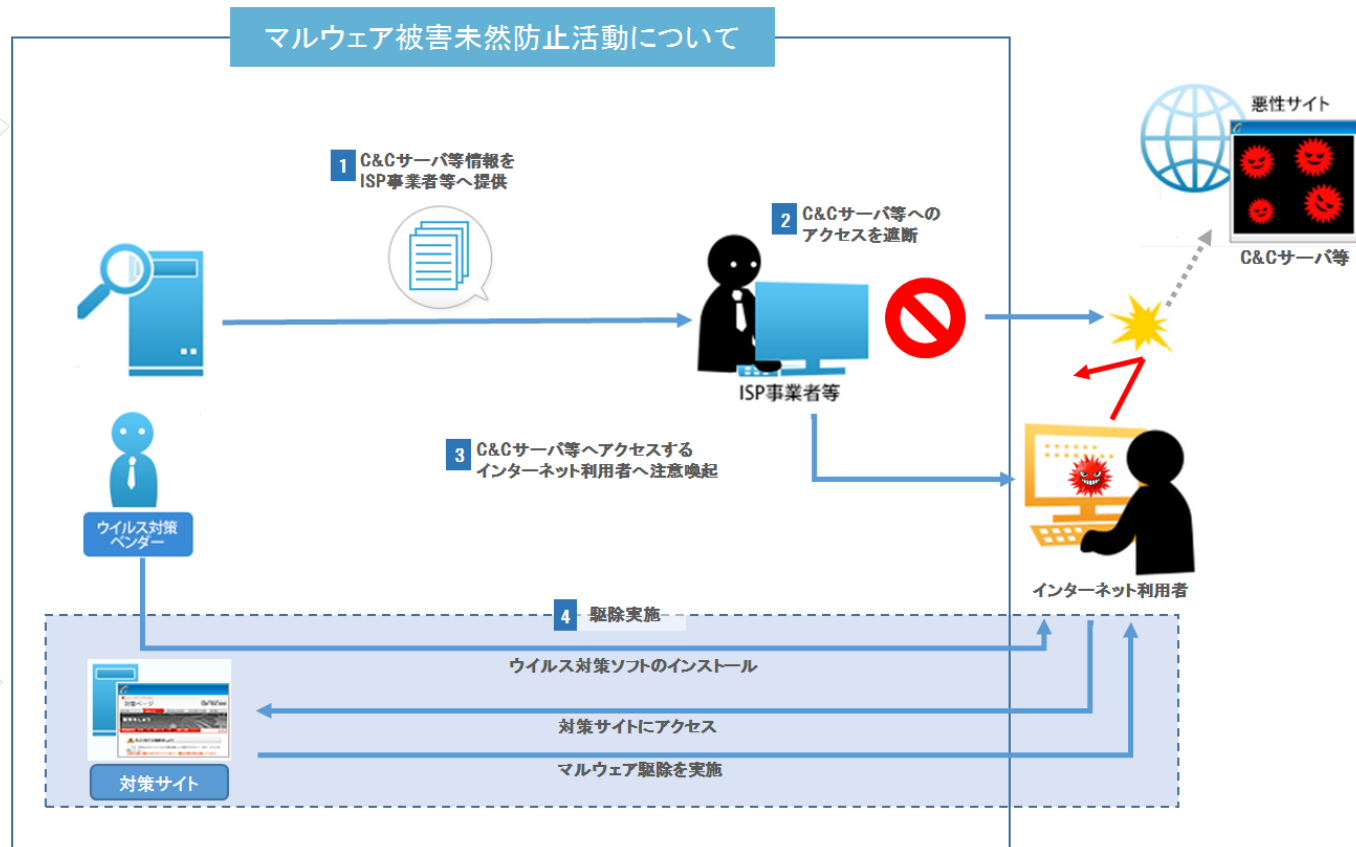 マルウェア被害未然防止活動について
悪性サイト
1 C&Cサーバ等情報を
ISP事業者等へ提供
2 C&Cサーバ等への
アクセスを遮断
C&Cサーバ等
ISP事業者等
3 C&Cサーバ等へアクセスする
インターネット利用者へ注意喚起
ウイルス対策
ベンダー
インターネット利用者
4 駆除実施
ウイルス対策ソフトのインストール
対策ページ
対策サイトにアクセス
マルウェア駆除を実施
対策サイト